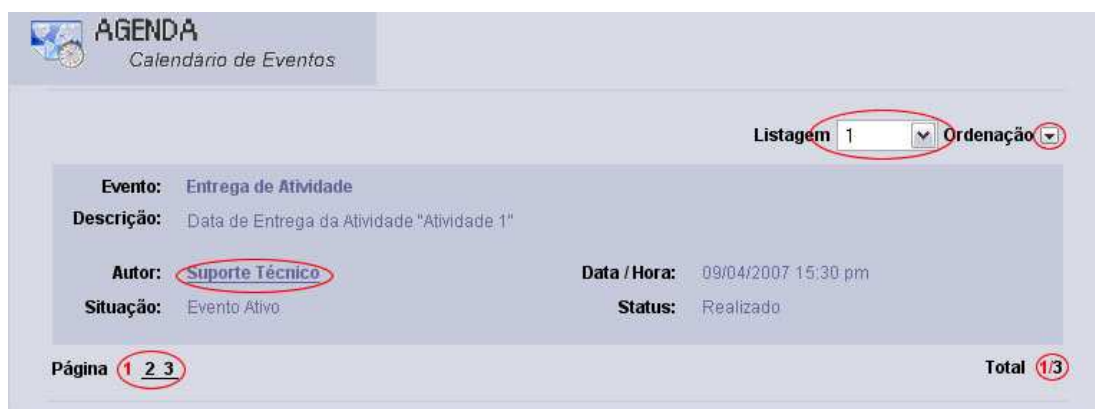 AGENDA
Calendário de Eventos
Listagem 1 Ordenação
Evento: Entrega de Atividade
Descrição: Data de Entrega da Atividade "Atividade 1"
Autor: Suporte Técnico Data / Hora: 09/04/2007 15:30 pm
Situação: Evento Ativo Status: Realizado
Página 1 2 3 Total 1/3